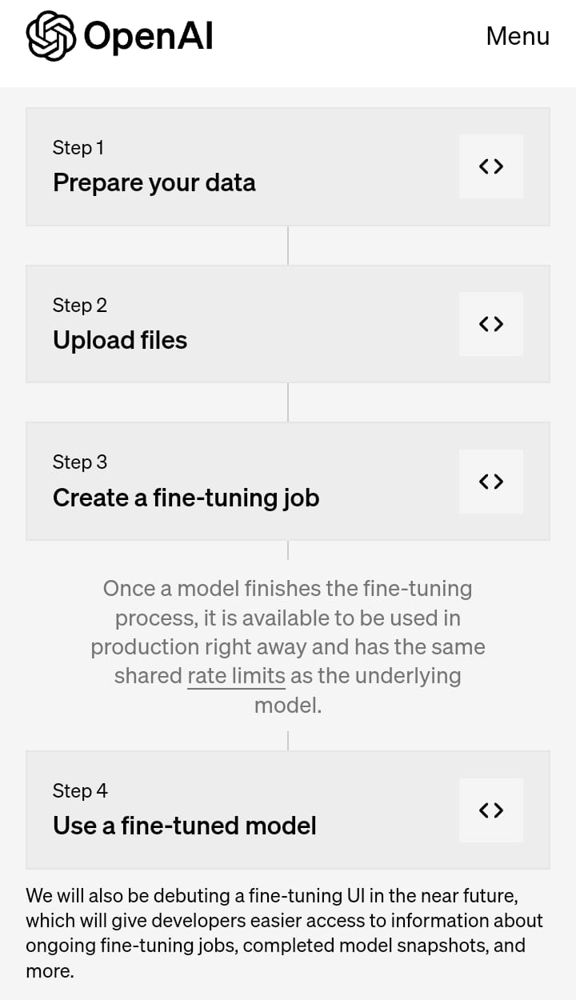 OpenAI
Menu
Step 1
Prepare your data
Step 2
Upload files
Step 3
Create a fine-tuning job
Once a model finishes the fine-tuning
process, it is available to be used in
production right away and has the same
shared rate limits as the underlying
model.
Step 4
Use a fine-tuned model
We will also be debuting a fine-tuning UI in the near future,
which will give developers easier access to information about
ongoing fine-tuning jobs, completed model snapshots, and
more.